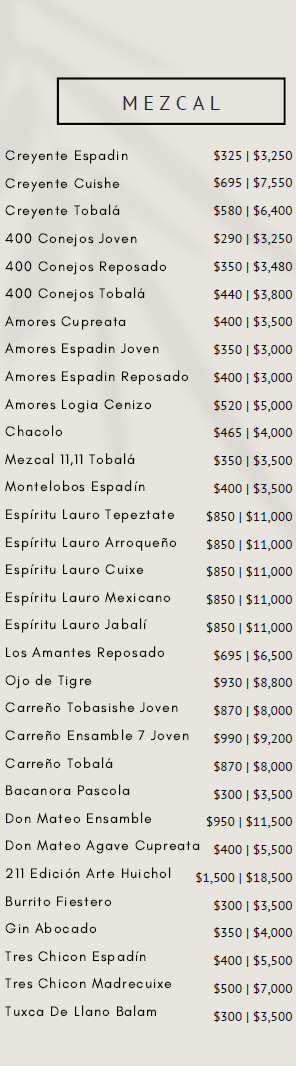 MEZCAL
Creyente Espadin $325 | $3,250
Creyente Cuishe $695 | $7,550
Creyente Tobalá $580 | $6,400
400 Conejos Joven $290 | $3,250
400 Conejos Reposado $350 | $3,480
400 Conejos Tobalá $440 | $3,800
Amores Cupreata $400 | $3,500
Amores Espadin Joven $350 | $3,000
Amores Espadin Reposado $400 | $3,000
Amores Logia Cenizo $520 | $5,000
Chacolo $465 | $4,000
Mezcal 11,11 Tobalá $350 | $3,500
Montelobos Espadín $400 | $3,500
Espíritu Lauro Tepeztate $850 | $11,000
Espíritu Lauro Arroqueño $850 | $11,000
Espíritu Lauro Cuixe $850 | $11,000
Espíritu Lauro Mexicano $850 | $11,000
Espíritu Lauro Jabalí $850 | $11,000
Los Amantes Reposado $695 | $6,500
Ojo de Tigre $930 | $8,800
Carreño Tobasishe Joven $870 | $8,000
Carreño Ensamble 7 Joven $990 | $9,200
Carreño Tobalá $870 | $8,000
Bacanora Pascola $300 | $3,500
Don Mateo Ensamble $950 | $11,500
Don Mateo Agave Cupreata $400 | $5,500
211 Edición Arte Huichol $1,500 | $18,500
Burrito Fiestero $300 | $3,500
Gin Abocado $350 | $4,000
Tres Chicon Espadín $400 | $5,500
Tres Chicon Madrecuixe $500 | $7,000
Tuxca De Llano Balam $300 | $3,500